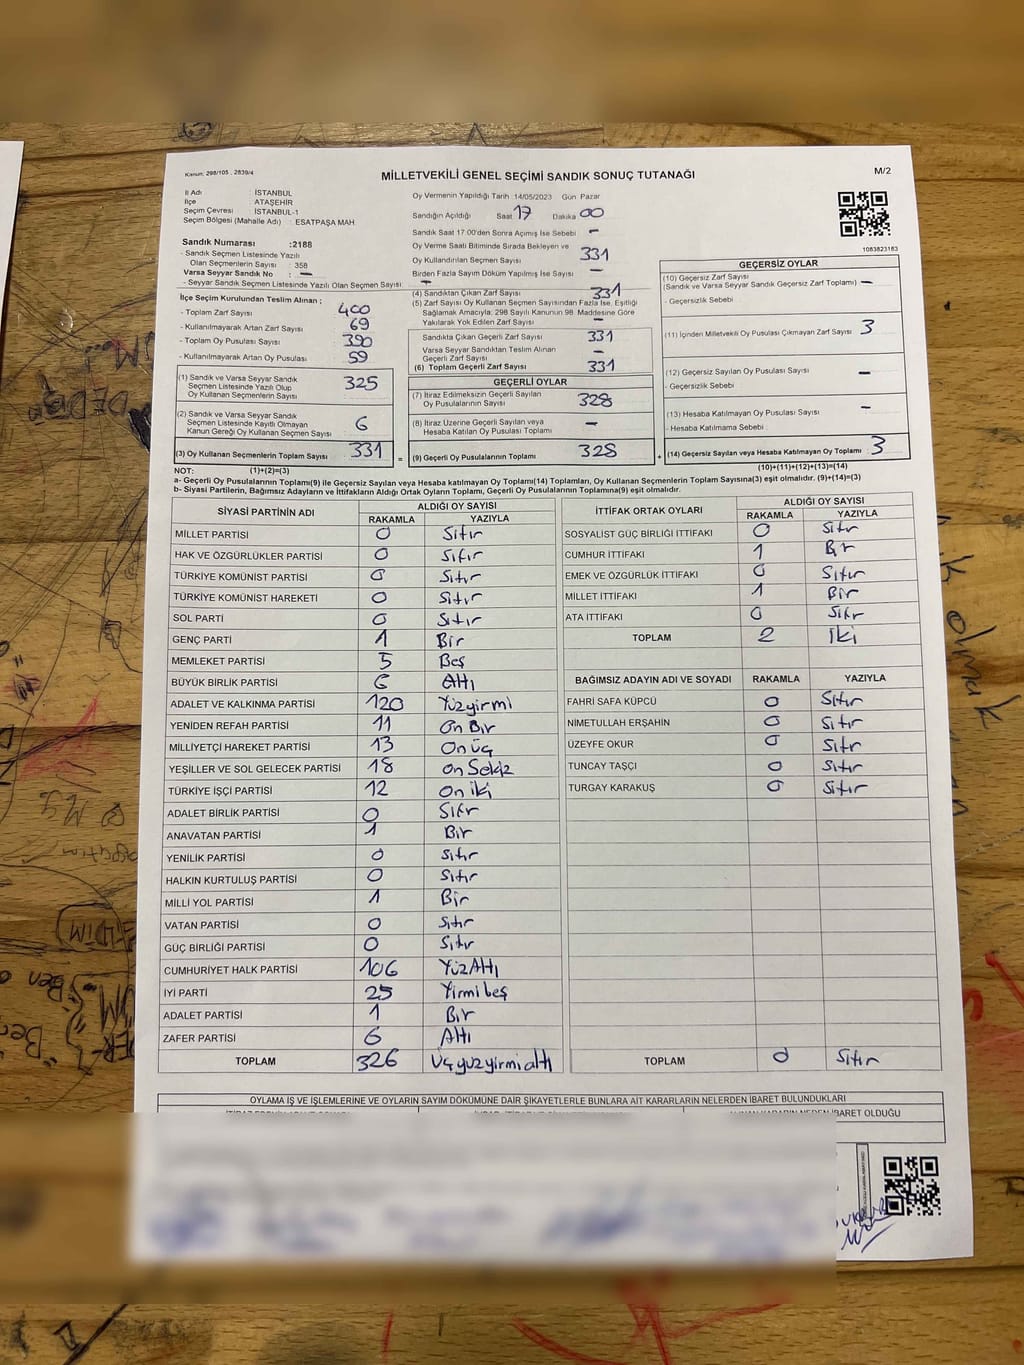 Kanun: 298/105 , 2839/4
MİLLETVEKİLİ GENEL SEÇİMİ SANDIK SONUÇ TUTANAĞI
M/2
İl Adı : İSTANBUL
İlçe ATAŞEHİR
Seçim Çevresi İSTANBUL-1
Seçim Bölgesi (Mahalle Adı) : ESATPAŞA MAH
Oy Vermenin Yapıldığı Tarih 14/05/2023 Gün Pazar
Sandığın Açıldığı Saat 17 Dakika 00
Sandık Saat 17 00'den Sonra Açımış İse Sebebi –
Oy Verme Saati Bitiminde Sırada Bekleyen ve
Oy Kullandırılan Seçmen Sayısı 331
Birden Fazla Sayım Döküm Yapılmış İse Sayısı –
1083823183
Sandık Numarası :2188
- Sandık Seçmen Listesinde Yazılı
Olan Seçmenlerin Sayısı : 358
Varsa Seyyar Sandık No : –
- Seyyar Sandık Seçmen Listesinde Yazılı Olan Seçmen Sayısı: –
İlçe Seçim Kurulundan Teslim Alınan ;
- Toplam Zarf Sayısı 400
- Kullanılmayarak Artan Zarf Sayısı 69
- Toplam Oy Pusulası Sayısı 390
- Kullanılmayarak Artan Oy Pusulası 59
(1) Sandık ve Varsa Seyyar Sandık
Seçmen Listesinde Yazılı Olup
Oy Kullanan Seçmenlerin Sayısı 325
(2) Sandık ve Varsa Seyyar Sandık
Seçmen Listesinde Kayıtlı Olmayan
Kanun Gereği Oy Kullanan Seçmen Sayısı 6
(3) Oy Kullanan Seçmenlerin Toplam Sayısı 331
(4) Sandıktan Çıkan Zarf Sayısı 331
(5) Zarf Sayısı Oy Kullanan Seçmen Sayısından Fazla İse, Eşitliği
Sağlamak Amacıyla; 298 Sayılı Kanunun 98. Maddesine Göre
Yakılarak Yok Edilen Zarf Sayısı –
Sandıkta Çıkan Geçerli Zarf Sayısı 331
Varsa Seyyar Sandıktan Teslim Alınan
Geçerli Zarf Sayısı –
(6) Toplam Geçerli Zarf Sayısı 331
GEÇERLİ OYLAR
(7) İtiraz Edilmeksizin Geçerli Sayılan
Oy Pusulalarının Sayısı 328
(8) İtiraz Üzerine Geçerli Sayılan veya
Hesaba Katılan Oy Pusulası Toplamı –
= (9) Geçerli Oy Pusulalarının Toplamı 328
GEÇERSİZ OYLAR
(10) Geçersiz Zarf Sayısı
(Sandık ve Varsa Seyyar Sandık Geçersiz Zarf Toplamı) –
- Geçersizlik Sebebi
(11) İçinden Milletvekili Oy Pusulası Çıkmayan Zarf Sayısı 3
(12) Geçersiz Sayılan Oy Pusulası Sayısı –
- Geçersizlik Sebebi
(13) Hesaba Katılmayan Oy Pusulası Sayısı –
- Hesaba Katılmama Sebebi
+ (14) Geçersiz Sayılan veya Hesaba Katılmayan Oy Toplamı 3
NOT: (1)+(2)=(3) (10)+(11)+(12)+(13)=(14)
a- Geçerli Oy Pusulalarının Toplamı(9) ile Geçersiz Sayılan veya Hesaba katılmayan Oy Toplamı(14) Toplamları, Oy Kullanan Seçmenlerin Toplam Sayısına(3) eşit olmalıdır. (9)+(14)=(3)
b- Siyasi Partilerin, Bağımsız Adayların ve İttifakların Aldığı Ortak Oyların Toplamı, Geçerli Oy Pusulalarının Toplamına(9) eşit olmalıdır.
SİYASİ PARTİNİN ADI ALDIĞI OY SAYISI
RAKAMLA YAZIYLA
MİLLET PARTİSİ 0 Sıfır
HAK VE ÖZGÜRLÜKLER PARTİSİ 0 Sıfır
TÜRKİYE KOMÜNİST PARTİSİ 0 Sıfır
TÜRKİYE KOMÜNİST HAREKETİ 0 Sıfır
SOL PARTİ 0 Sıfır
GENÇ PARTİ 1 Bir
MEMLEKET PARTİSİ 5 Beş
BÜYÜK BİRLİK PARTİSİ 6 Altı
ADALET VE KALKINMA PARTİSİ 120 Yüzyirmi
YENİDEN REFAH PARTİSİ 11 On Bir
MİLLİYETÇİ HAREKET PARTİSİ 13 On üç
YEŞİLLER VE SOL GELECEK PARTİSİ 18 on Sekiz
TÜRKİYE İŞÇİ PARTİSİ 12 On iki
ADALET BİRLİK PARTİSİ 0 Sıfır
ANAVATAN PARTİSİ 1 Bir
YENİLİK PARTİSİ 0 Sıfır
HALKIN KURTULUŞ PARTİSİ 0 Sıfır
MİLLİ YOL PARTİSİ 1 Bir
VATAN PARTİSİ 0 Sıfır
GÜÇ BİRLİĞİ PARTİSİ 0 Sıfır
CUMHURİYET HALK PARTİSİ 106 YüzAltı
İYİ PARTİ 25 Yirmi beş
ADALET PARTİSİ 1 Bir
ZAFER PARTİSİ 6 Altı
TOPLAM 326 Üçyüzyirmialtı
İTTİFAK ORTAK OYLARI ALDIĞI OY SAYISI
RAKAMLA YAZIYLA
SOSYALİST GÜÇ BİRLİĞİ İTTİFAKI 0 Sıfır
CUMHUR İTTİFAKI 1 Bir
EMEK VE ÖZGÜRLÜK İTTİFAKI 0 Sıfır
MİLLET İTTİFAKI 1 Bir
ATA İTTİFAKI 0 Sıfır
TOPLAM 2 İki
BAĞIMSIZ ADAYIN ADI VE SOYADI RAKAMLA YAZIYLA
FAHRİ SAFA KÜPCÜ 0 Sıfır
NİMETULLAH ERŞAHİN 0 Sıfır
ÜZEYFE OKUR 0 Sıfır
TUNCAY TAŞÇI 0 Sıfır
TURGAY KARAKUŞ 0 Sıfır
TOPLAM 0 Sıfır
OYLAMA İŞ VE İŞLEMLERİNE VE OYLARIN SAYIM DÖKÜMÜNE DAİR ŞİKAYETLERLE BUNLARA AİT KARARLARIN NELERDEN İBARET BULUNDUKLARI
ALINAN KARARIN NEDEN İBARET OLDUĞU